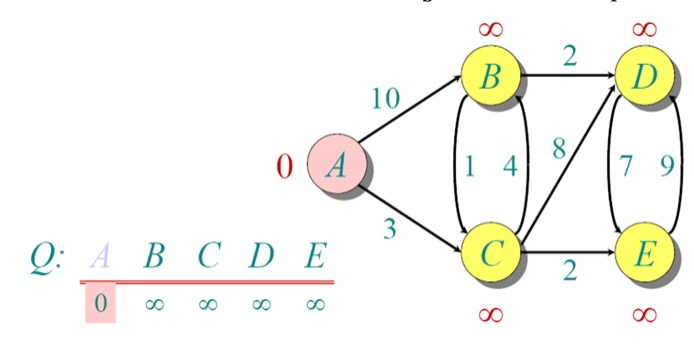 ∞ ∞
B 2 D
10
0 A 1 4 8 7 9
3
Q: A B C D E
C 2 E
0 ∞ ∞ ∞ ∞
∞ ∞